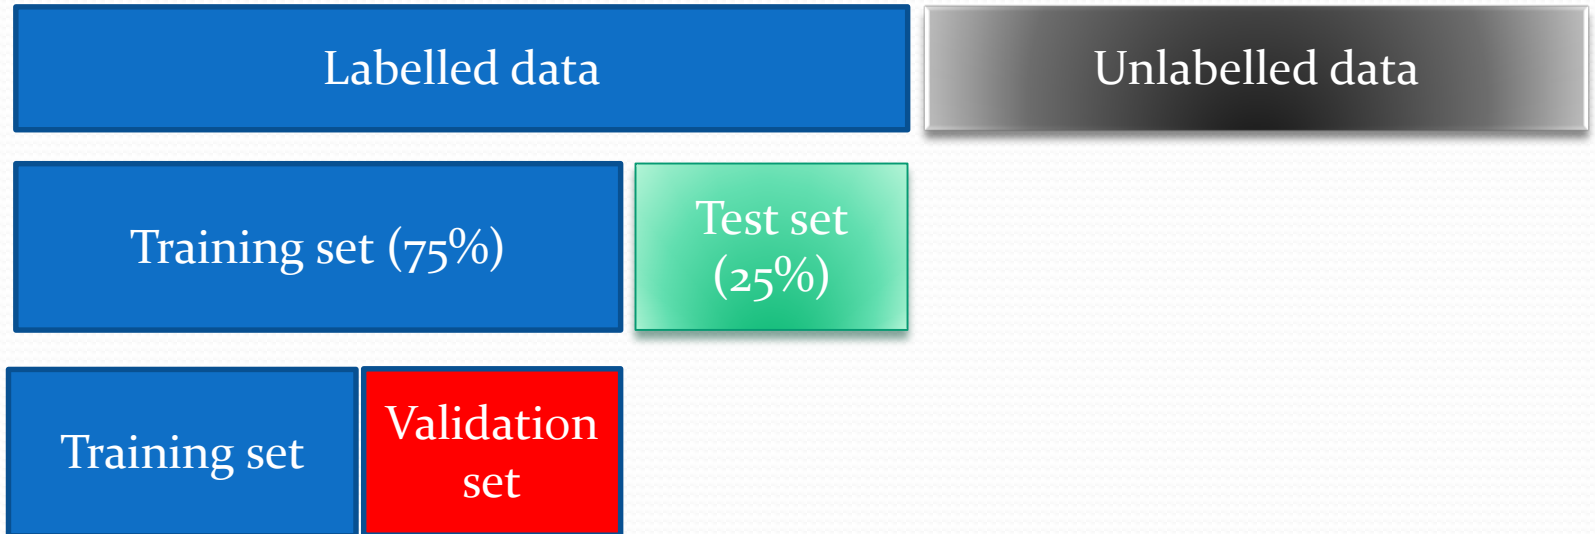 Labelled data
Unlabelled data
Training set (75%)
Test set
(25%)
Training set
Validation
set